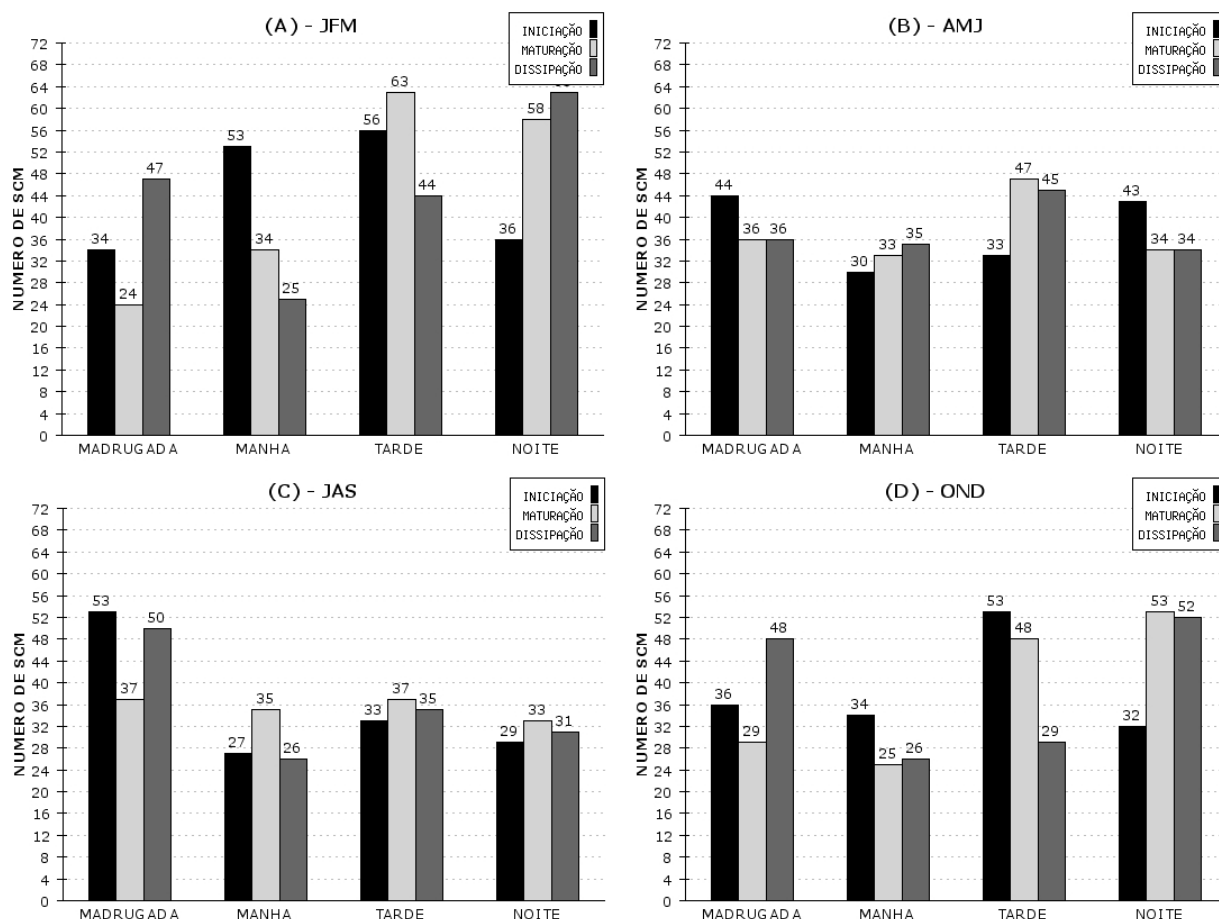 (A) - JFM
INICIAÇÃO
MATURAÇÃO
DISSIPAÇÃO
NUMERO DE SCM
72
68
64
60
56
52
48
44
40
36
32
28
24
20
16
12
8
4
0
34 24 47
53 34 25
56 63 44
36 58
MADRUGADA MANHA TARDE NOITE
(B) - AMJ
INICIAÇÃO
MATURAÇÃO
DISSIPAÇÃO
NUMERO DE SCM
72
68
64
60
56
52
48
44
40
36
32
28
24
20
16
12
8
4
0
44 36 36
30 33 35
33 47 45
43 34 34
MADRUGADA MANHA TARDE NOITE
(C) - JAS
INICIAÇÃO
MATURAÇÃO
DISSIPAÇÃO
NUMERO DE SCM
72
68
64
60
56
52
48
44
40
36
32
28
24
20
16
12
8
4
0
53 37 50
27 35 26
33 37 35
29 33 31
MADRUGADA MANHA TARDE NOITE
(D) - OND
INICIAÇÃO
MATURAÇÃO
DISSIPAÇÃO
NUMERO DE SCM
72
68
64
60
56
52
48
44
40
36
32
28
24
20
16
12
8
4
0
36 29 48
34 25 26
53 48 29
32 53 52
MADRUGADA MANHA TARDE NOITE